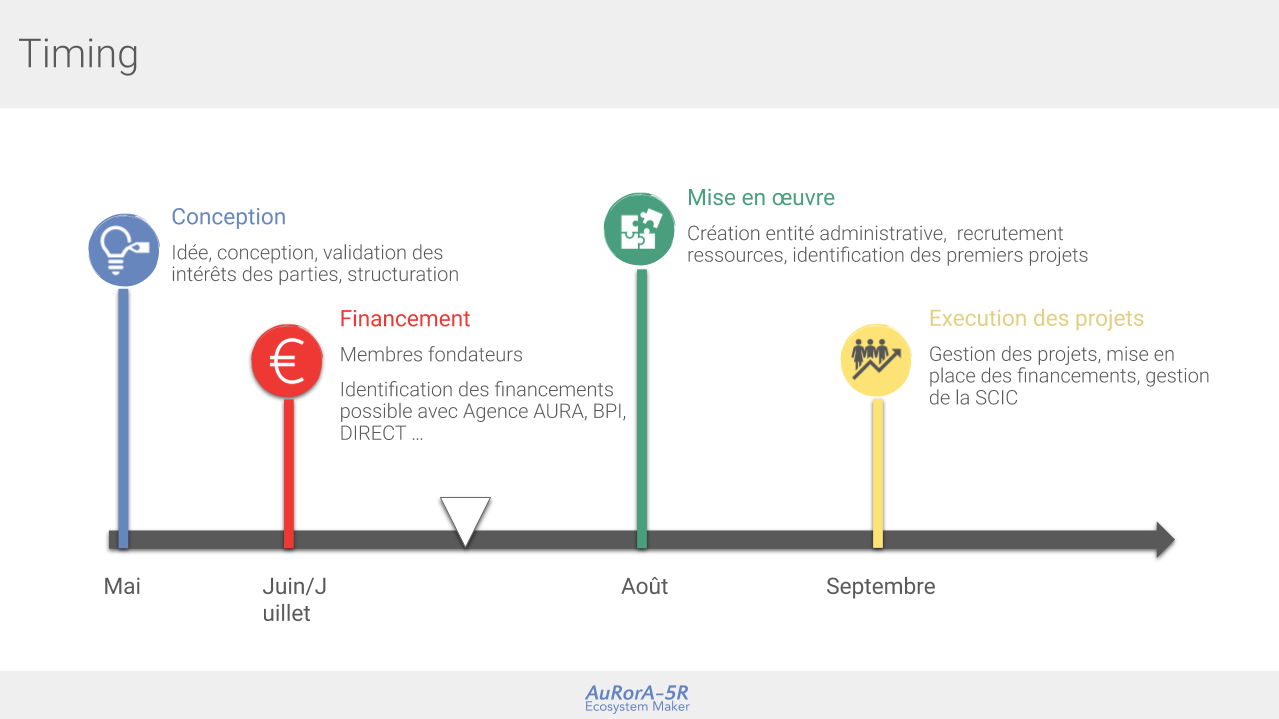 Timing
Conception
Idée, conception, validation des
intérêts des parties, structuration
Financement
Membres fondateurs
Identification des financements
possible avec Agence AURA, BPI,
DIRECT ...
Mise en œuvre
Création entité administrative,  recrutement
ressources, identification des premiers projets
Execution des projets
Gestion des projets, mise en
place des financements, gestion
de la SCIC
Mai
Juin/J
uillet
Août
Septembre
AuRorA-5R
Ecosystem Maker